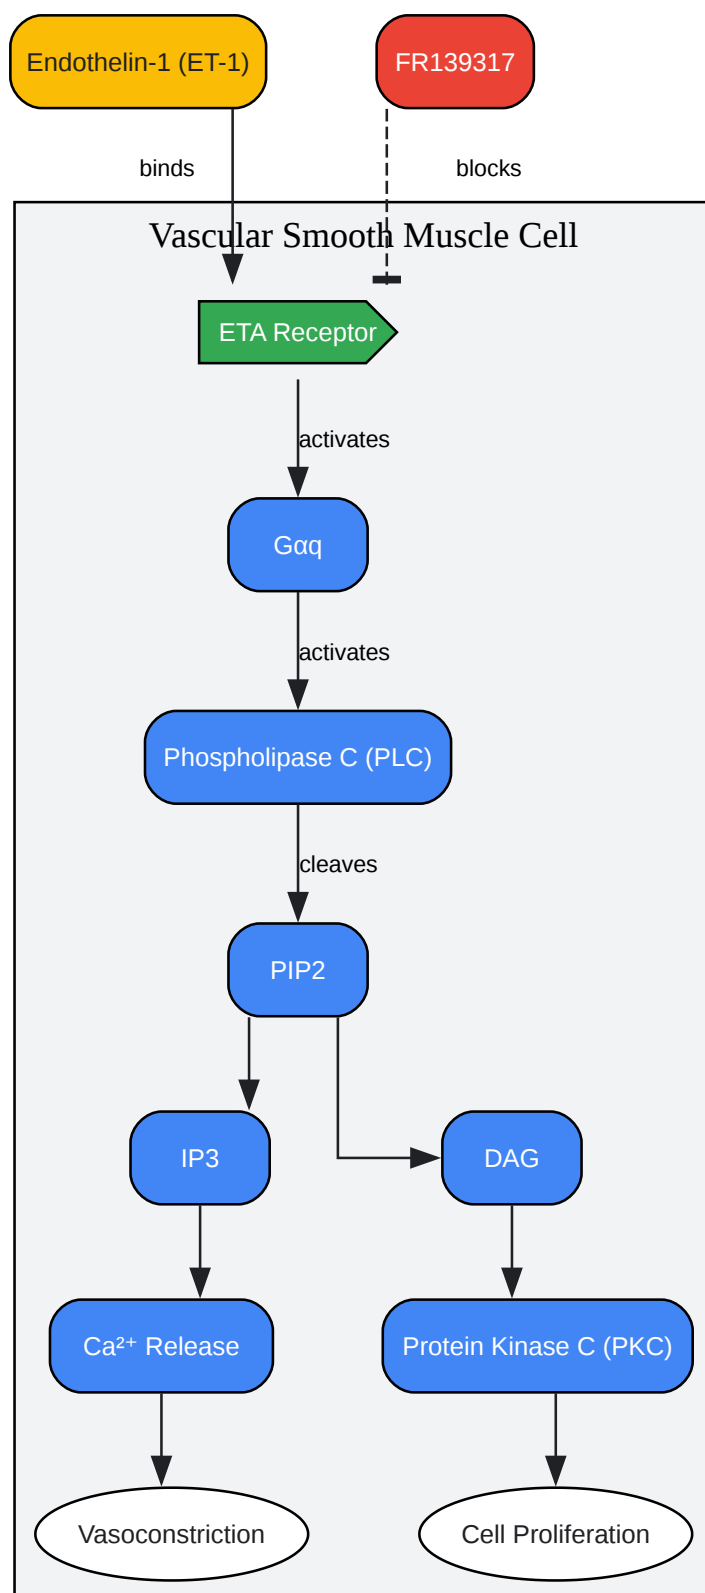 Endothelin-1 (ET-1)
FR139317
binds
blocks
Vascular Smooth Muscle Cell
ETA Receptor
activates
Gαq
activates
Phospholipase C (PLC)
cleaves
PIP2
IP3
DAG
Ca²⁺ Release
Protein Kinase C (PKC)
Vasoconstriction
Cell Proliferation